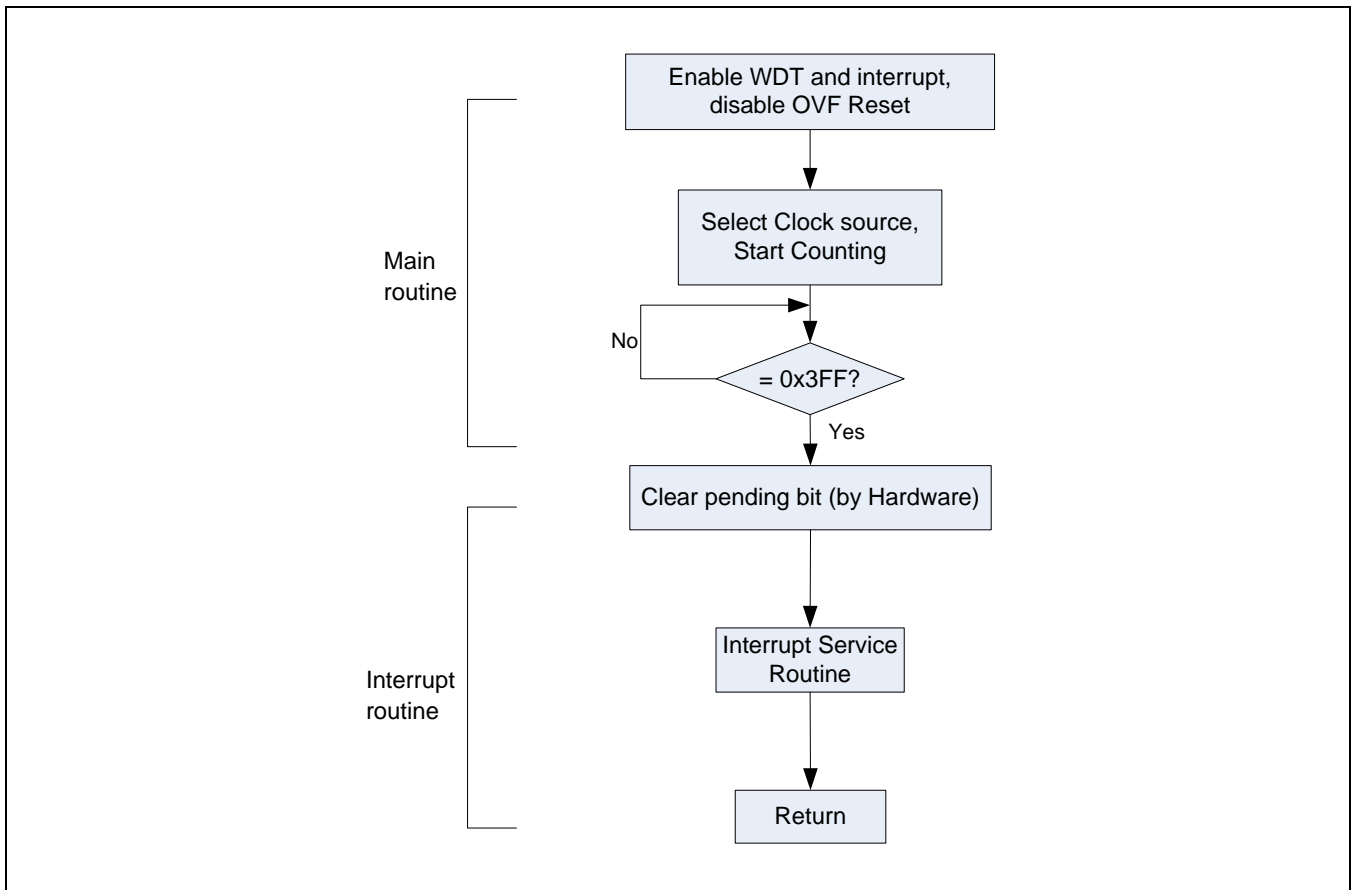 Enable WDT and interrupt,
disable OVF Reset
Select Clock source,
Start Counting
Main
routine
No
= 0x3FF?
Yes
Clear pending bit (by Hardware)
Interrupt Service
Routine
Interrupt
routine
Return